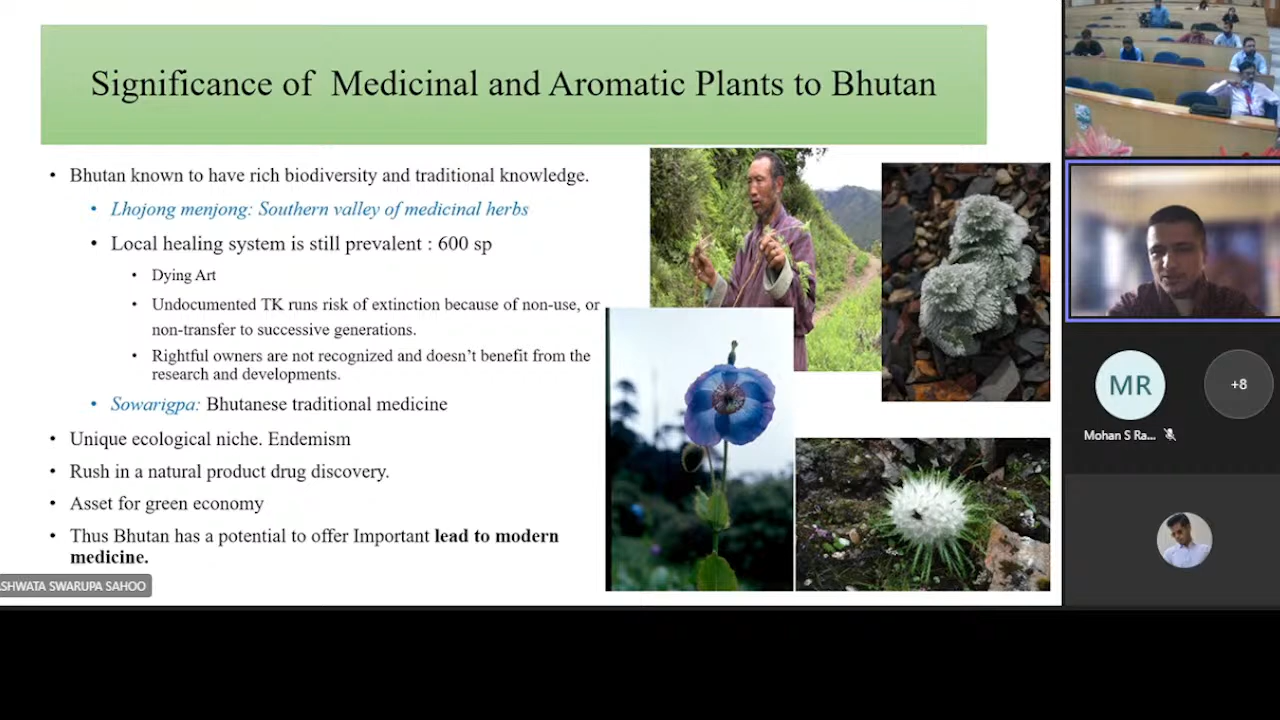 Significance of Medicinal and Aromatic Plants to Bhutan
• Bhutan known to have rich biodiversity and traditional knowledge.
• Lhojong menjong: Southern valley of medicinal herbs
• Local healing system is still prevalent : 600 sp
• Dying Art
• Undocumented TK runs risk of extinction because of non-use, or
non-transfer to successive generations.
• Rightful owners are not recognized and doesn't benefit from the
research and developments.
• Sowarigpa: Bhutanese traditional medicine
• Unique ecological niche. Endemism
• Rush in a natural product drug discovery.
• Asset for green economy
• Thus Bhutan has a potential to offer Important lead to modern
medicine.
ASHWATA SWARUPA SAHOO
MR
+8
Mohan S Ra...